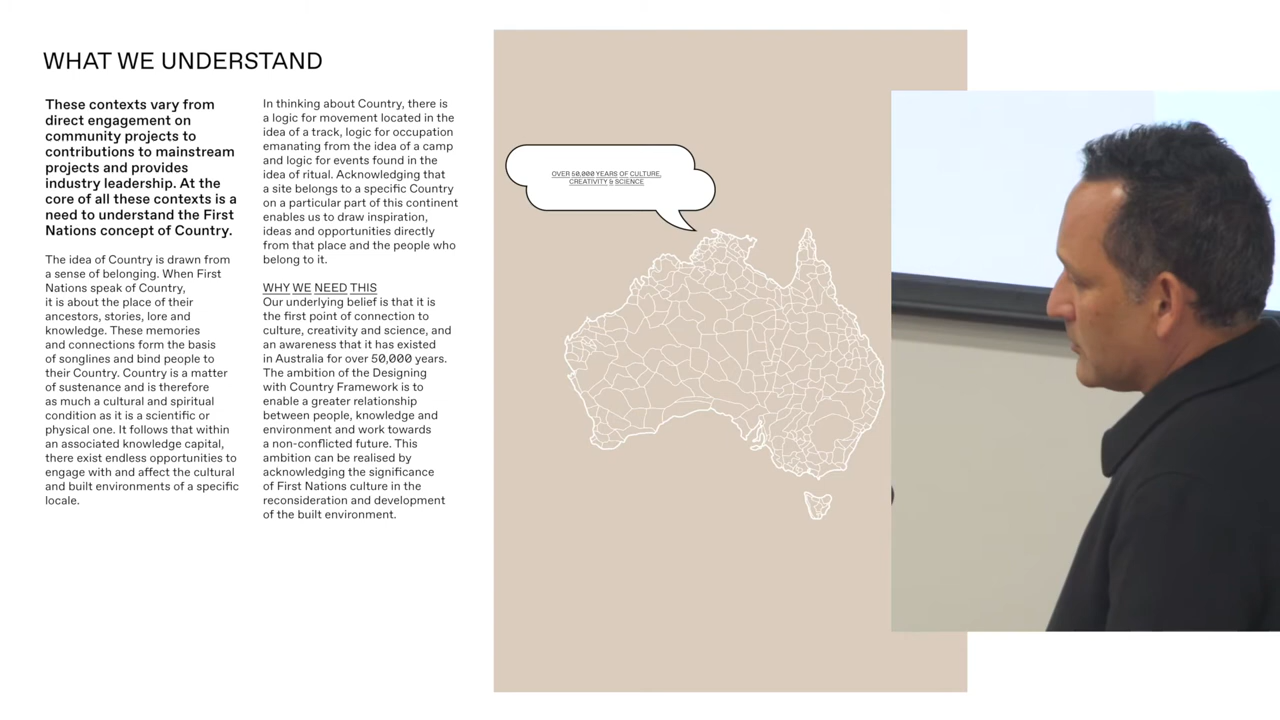 WHAT WE UNDERSTAND
These contexts vary from
direct engagement on
community projects to
contributions to mainstream
projects and provides
industry leadership. At the
core of all these contexts is a
need to understand the First
Nations concept of Country.
The idea of Country is drawn from
a sense of belonging. When First
Nations speak of Country,
it is about the place of their
ancestors, stories, lore and
knowledge. These memories
and connections form the basis
of songlines and bind people to
their Country. Country is a matter
of sustenance and is therefore
as much a cultural and spiritual
condition as it is a scientific or
physical one. It follows that within
an associated knowledge capital,
there exist endless opportunities to
engage with and affect the cultural
and built environments of a specific
locale.
In thinking about Country, there is
a logic for movement located in the
idea of a track, logic for occupation
emanating from the idea of a camp
and logic for events found in the
idea of ritual. Acknowledging that
a site belongs to a specific Country
on a particular part of this continent
enables us to draw inspiration,
ideas and opportunities directly
from that place and the people who
belong to it.
WHY WE NEED THIS
Our underlying belief is that it is
the first point of connection to
culture, creativity and science, and
an awareness that it has existed
in Australia for over 50,000 years.
The ambition of the Designing
with Country Framework is to
enable a greater relationship
between people, knowledge and
environment and work towards
a non-conflicted future. This
ambition can be realised by
acknowledging the significance
of First Nations culture in the
reconsideration and development
of the built environment.
OVER 50,000 YEARS OF CULTURE,
CREATIVITY & SCIENCE